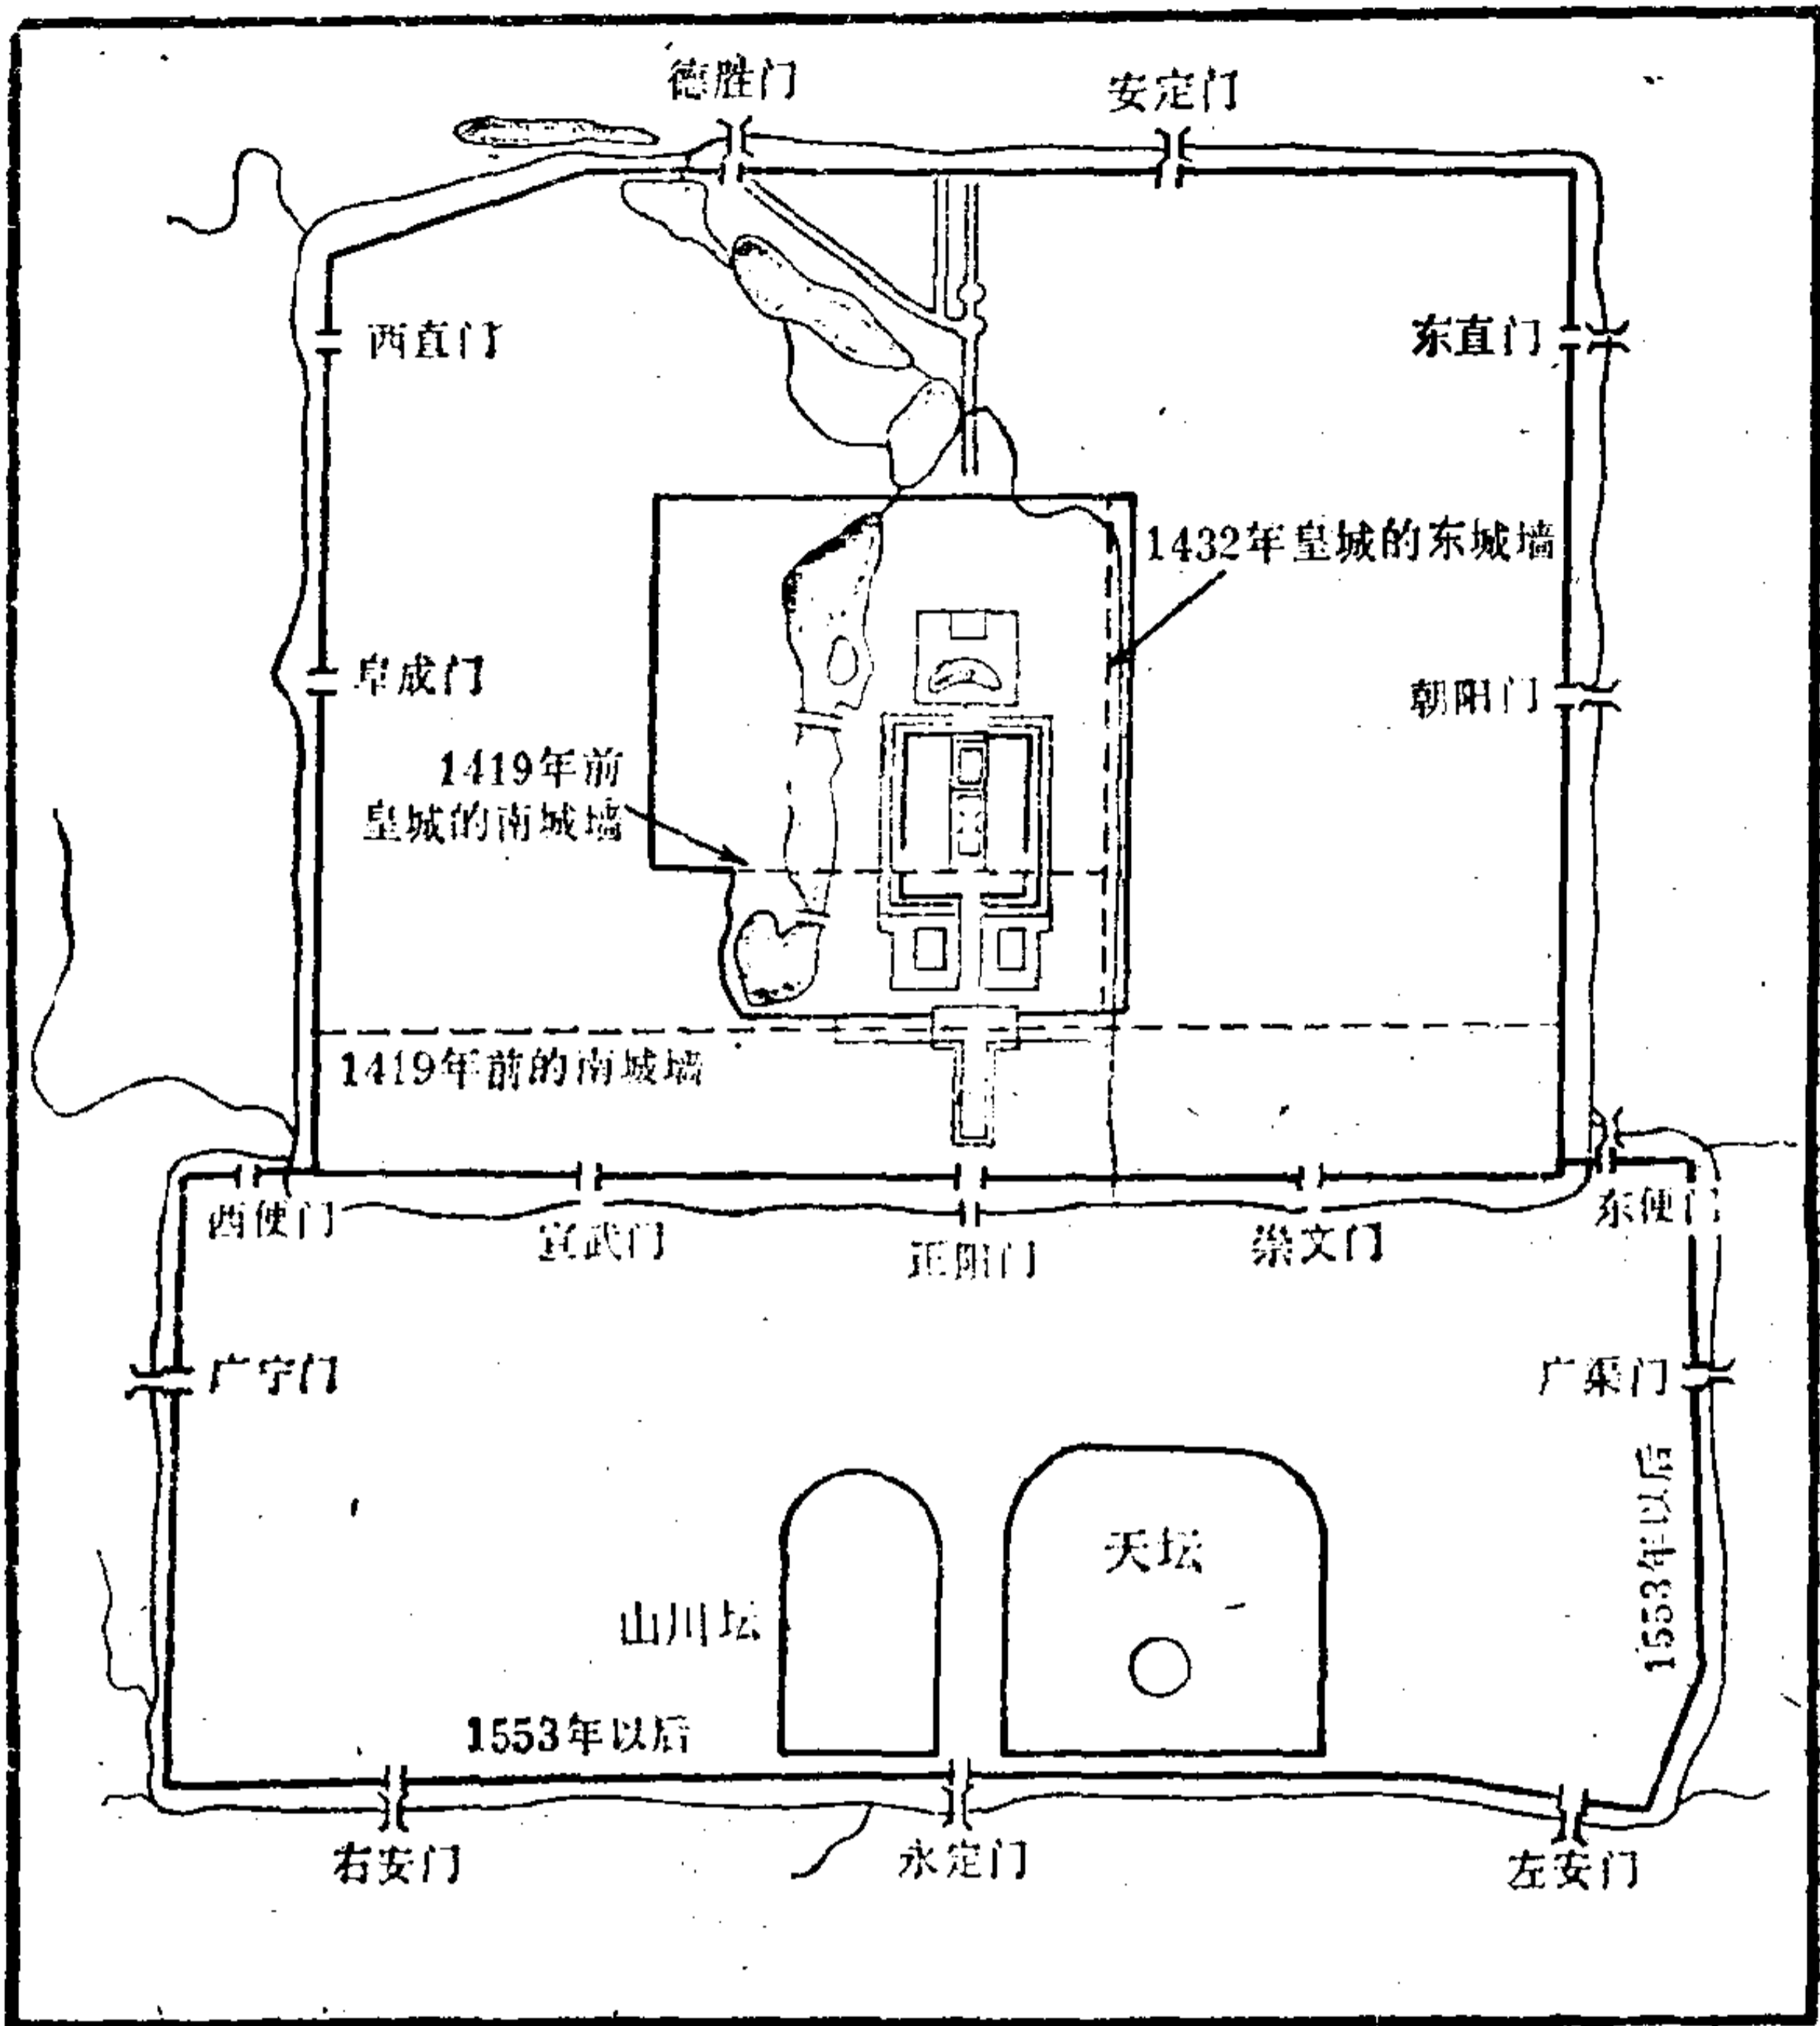 德胜门
安定门
西直门
东直门
1432年皇城的东城墙
阜成门
朝阳门
1419年前
皇城的南城墙
1419年前的南城墙
西便门
宣武门
正阳门
崇文门
东便门
广宁门
广渠门
1553年以后
天坛
山川坛
1553年以后
右安门
永定门
左安门